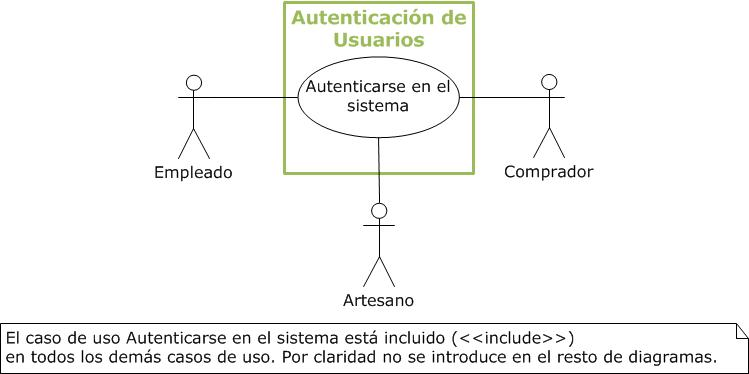 Autenticación de
Usuarios
Autenticarse en el
sistema
Empleado
Comprador
Artesano
El caso de uso Autenticarse en el sistema está incluido (<<include>>)
en todos los demás casos de uso. Por claridad no se introduce en el resto de diagramas.